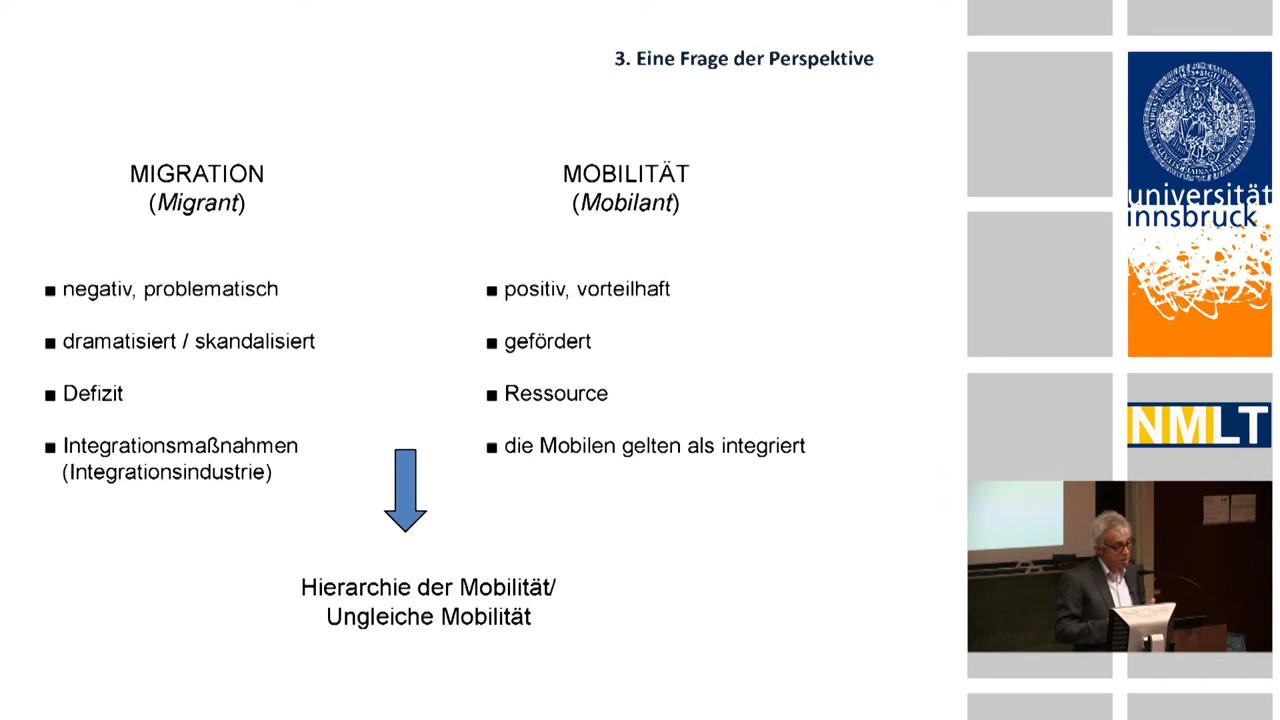 3. Eine Frage der Perspektive
MIGRATION
(Migrant)
■ negativ, problematisch
■ dramatisiert / skandalisiert
■ Defizit
■ Integrationsmaßnahmen
(Integrationsindustrie)
MOBILITÄT
(Mobilant)
■ positiv, vorteilhaft
■ gefördert
■ Ressource
■ die Mobilen gelten als integriert
Hierarchie der Mobilität/
Ungleiche Mobilität
universität
innsbruck
NMLT